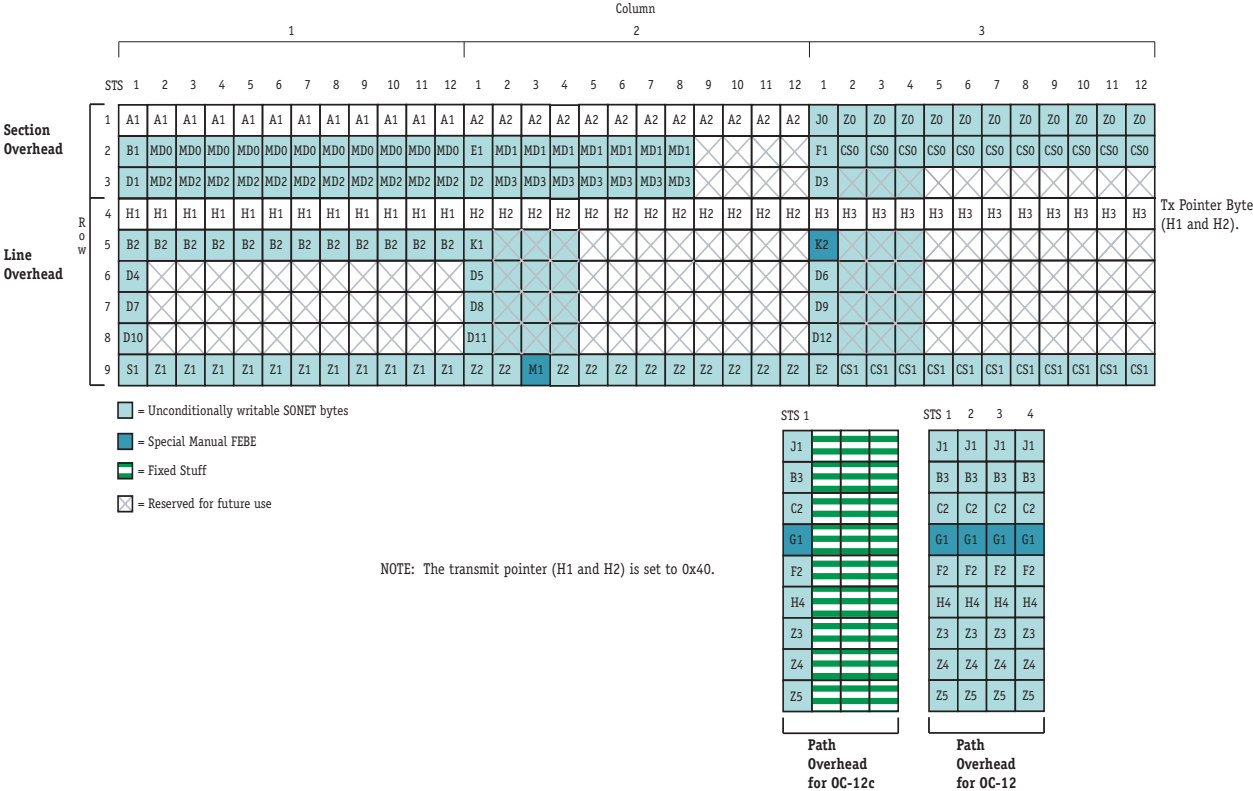 Column
1 2 3
STS 1 2 3 4 5 6 7 8 9 10 11 12 1 2 3 4 5 6 7 8 9 10 11 12 1 2 3 4 5 6 7 8 9 10 11 12
Section
Overhead
1 A1 A1 A1 A1 A1 A1 A1 A1 A1 A1 A1 A1 A2 A2 A2 A2 A2 A2 A2 A2 A2 A2 A2 A2 J0 Z0 Z0 Z0 Z0 Z0 Z0 Z0 Z0 Z0 Z0 Z0
2 B1 MD0 MD0 MD0 MD0 MD0 MD0 MD0 MD0 MD0 MD0 MD0 E1 MD1 MD1 MD1 MD1 MD1 MD1 MD1 F1 CS0 CS0 CS0 CS0 CS0 CS0 CS0 CS0 CS0 CS0 CS0
3 D1 MD2 MD2 MD2 MD2 MD2 MD2 MD2 MD2 MD2 MD2 MD2 D2 MD3 MD3 MD3 MD3 MD3 MD3 MD3 D3
Row
Line
Overhead
4 H1 H1 H1 H1 H1 H1 H1 H1 H1 H1 H1 H1 H2 H2 H2 H2 H2 H2 H2 H2 H2 H2 H2 H2 H3 H3 H3 H3 H3 H3 H3 H3 H3 H3 H3 H3
Tx Pointer Byte
(H1 and H2).
5 B2 B2 B2 B2 B2 B2 B2 B2 B2 B2 B2 B2 K1 K2
6 D4 D5 D6
7 D7 D8 D9
8 D10 D11 D12
9 S1 Z1 Z1 Z1 Z1 Z1 Z1 Z1 Z1 Z1 Z1 Z1 Z2 Z2 M1 Z2 Z2 Z2 Z2 Z2 Z2 Z2 Z2 Z2 E2 CS1 CS1 CS1 CS1 CS1 CS1 CS1 CS1 CS1 CS1 CS1
= Unconditionally writable SONET bytes
= Special Manual FEBE
= Fixed Stuff
= Reserved for future use
NOTE: The transmit pointer (H1 and H2) is set to 0x40.
STS 1
J1
B3
C2
G1
F2
H4
Z3
Z4
Z5
Path
Overhead
for OC-12c
STS 1 2 3 4
J1 J1 J1 J1
B3 B3 B3 B3
C2 C2 C2 C2
G1 G1 G1 G1
F2 F2 F2 F2
H4 H4 H4 H4
Z3 Z3 Z3 Z3
Z4 Z4 Z4 Z4
Z5 Z5 Z5 Z5
Path
Overhead
for OC-12